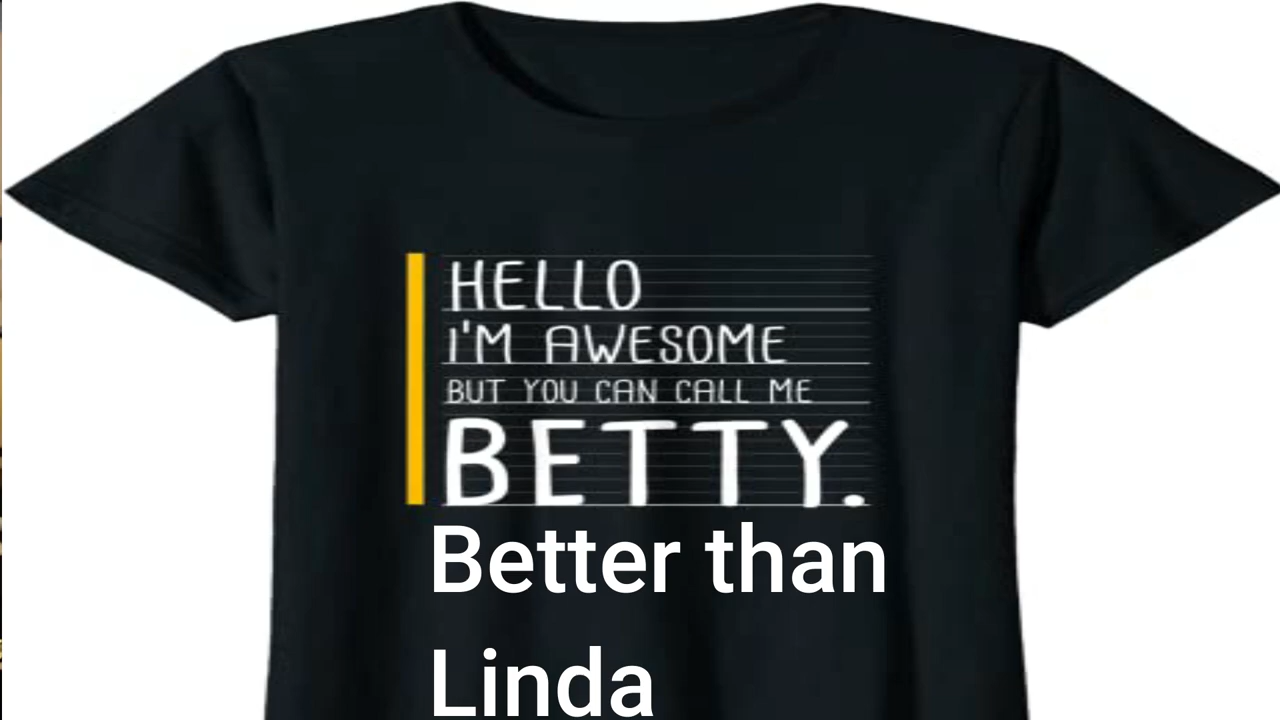 HELLO
I'M AWESOME
BUT YOU CAN CALL ME
BETTY.
Better than
Linda